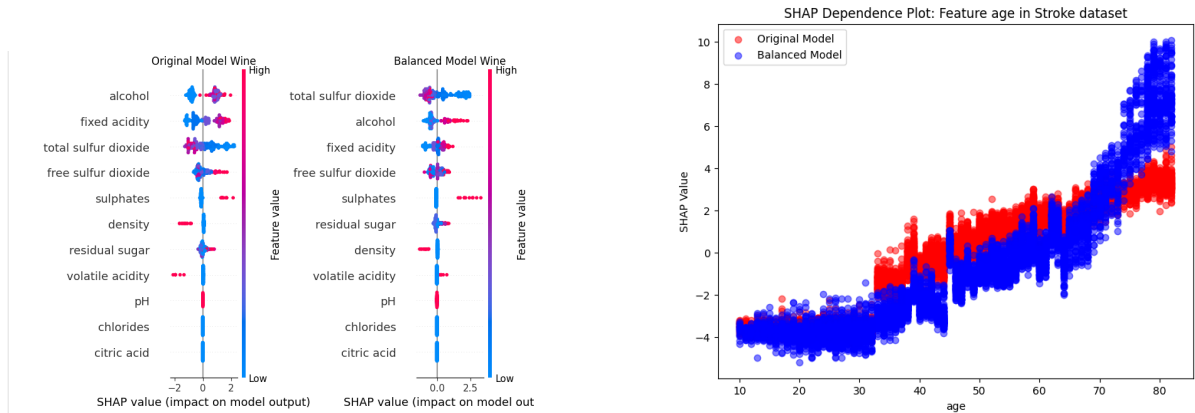 Original Model Wine
High
alcohol
fixed acidity
total sulfur dioxide
free sulfur dioxide
sulphates
density
residual sugar
volatile acidity
pH
chlorides
citric acid
Feature value
Low
−2 0 2
SHAP value (impact on model output)
Balanced Model Wine
High
total sulfur dioxide
alcohol
fixed acidity
free sulfur dioxide
sulphates
residual sugar
density
volatile acidity
pH
chlorides
citric acid
Feature value
Low
0.0 2.5
SHAP value (impact on model out
SHAP Dependence Plot: Feature age in Stroke dataset
Original Model
Balanced Model
SHAP Value
10
8
6
4
2
0
−2
−4
10 20 30 40 50 60 70 80
age